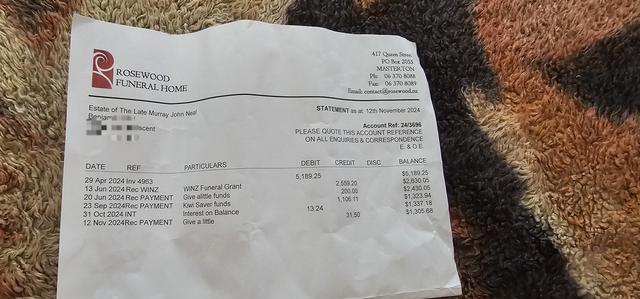 ROSEWOOD
FUNERAL HOME
417 Queen Street
PO Box 2055
MASTERTON
Ph: 06 370 8088
Fax: 06 370 8089
Email: contact@rosewood.nz
Estate of The Late Murray John Neil
STATEMENT as at: 12th November 2024
Account Ref: 24/3696
PLEASE QUOTE THIS ACCOUNT REFERENCE
ON ALL ENQUIRIES & CORRESPONDENCE
E. & O.E.
DATE REF PARTICULARS DEBIT CREDIT DISC BALANCE
29 Apr 2024 Inv 4963 5,189.25 $5,189.25
13 Jun 2024 Rec WINZ WINZ Funeral Grant 2,559.20 $2,630.05
20 Jun 2024 Rec PAYMENT Give alittle funds 200.00 $2,430.05
23 Sep 2024 Rec PAYMENT Kiwi Saver funds 1,106.11 $1,323.94
31 Oct 2024 INT Interest on Balance 13.24 $1,337.18
12 Nov 2024 Rec PAYMENT Give a little 31.50 $1,305.68